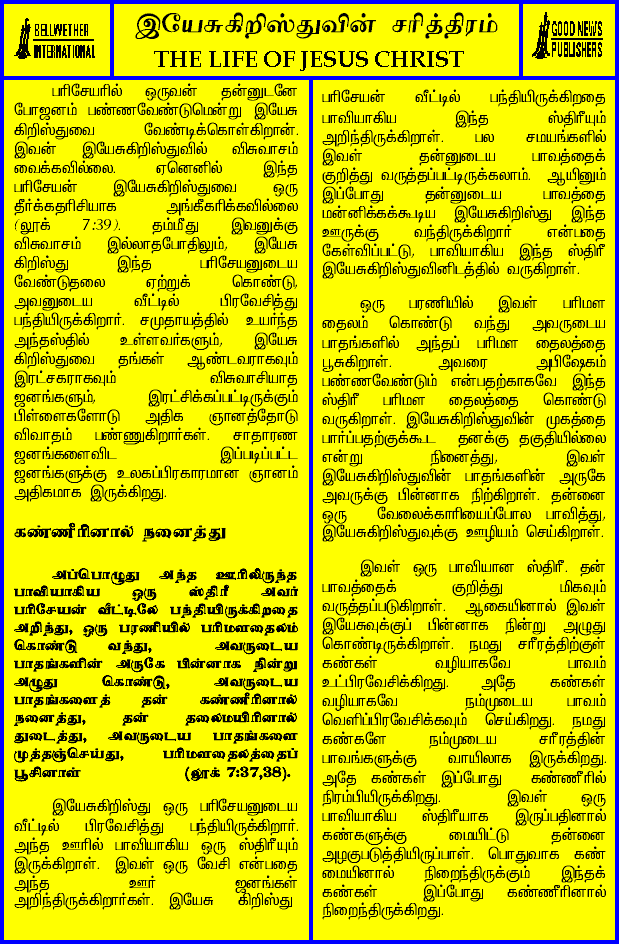 BELLWETHER
INTERNATIONAL
இயேசுகிறிஸ்துவின் சரித்திரம்
THE LIFE OF JESUS CHRIST
GOOD NEWS
PUBLISHERS
பரிசேயரில் ஒருவன் தன்னுடனே
போஜனம் பண்ணவேண்டுமென்று இயேசு
கிறிஸ்துவை வேண்டிக்கொள்கிறான்.
இவன் இயேசுகிறிஸ்துவில் விசுவாசம்
வைக்கவில்லை. ஏனெனில் இந்த
பரிசேயன் இயேசுகிறிஸ்துவை ஒரு
தீர்க்கதரிசியாக அங்கீகரிக்கவில்லை
(லூக் 7:39). தம்மீது இவனுக்கு
விசுவாசம் இல்லாதபோதிலும், இயேசு
கிறிஸ்து இந்த பரிசேயனுடைய
வேண்டுதலை ஏற்றுக் கொண்டு,
அவனுடைய வீட்டில் பிரவேசித்து
பந்தியிருக்கிறார். சமுதாயத்தில் உயர்ந்த
அந்தஸ்தில் உள்ளவர்களும், இயேசு
கிறிஸ்துவை தங்கள் ஆண்டவராகவும்
இரட்சகராகவும் விசுவாசியாத
ஜனங்களும், இரட்சிக்கப்பட்டிருக்கும்
பிள்ளைகளோடு அதிக ஞானத்தோடு
விவாதம் பண்ணுகிறார்கள். சாதாரண
ஜனங்களைவிட இப்படிப்பட்ட
ஜனங்களுக்கு உலகப்பிரகாரமான ஞானம்
அதிகமாக இருக்கிறது.
கண்ணீரினால் நனைத்து
அப்பொழுது அந்த ஊரிலிருந்த
பாவியாகிய ஒரு ஸ்திரீ அவர்
பரிசேயன் வீட்டிலே பந்தியிருக்கிறதை
அறிந்து, ஒரு பரணியில் பரிமளதைலம்
கொண்டு வந்து, அவருடைய
பாதங்களின் அருகே பின்னாக நின்று
அழுது கொண்டு, அவருடைய
பாதங்களைத் தன் கண்ணீரினால்
நனைத்து, தன் தலைமயிரினால்
துடைத்து, அவருடைய பாதங்களை
முத்தஞ்செய்து, பரிமளதைலத்தைப்
பூசினாள் (லூக் 7:37,38).
இயேசுகிறிஸ்து ஒரு பரிசேயனுடைய
வீட்டில் பிரவேசித்து பந்தியிருக்கிறார்.
அந்த ஊரில் பாவியாகிய ஒரு ஸ்திரீயும்
இருக்கிறாள். இவள் ஒரு வேசி என்பதை
அந்த ஊர் ஜனங்கள்
அறிந்திருக்கிறார்கள். இயேசு கிறிஸ்து
பரிசேயன் வீட்டில் பந்தியிருக்கிறதை
பாவியாகிய இந்த ஸ்திரீயும்
அறிந்திருக்கிறாள். பல சமயங்களில்
இவள் தன்னுடைய பாவத்தைக்
குறித்து வருத்தப்பட்டிருக்கலாம். ஆயினும்
இப்போது தன்னுடைய பாவத்தை
மன்னிக்கக்கூடிய இயேசுகிறிஸ்து இந்த
ஊருக்கு வந்திருக்கிறார் என்பதை
கேள்விப்பட்டு, பாவியாகிய இந்த ஸ்திரீ
இயேசுகிறிஸ்துவினிடத்தில் வருகிறாள்.
ஒரு பரணியில் இவள் பரிமள
தைலம் கொண்டு வந்து அவருடைய
பாதங்களில் அந்தப் பரிமள தைலத்தை
பூசுகிறாள். அவரை அபிஷேகம்
பண்ணவேண்டும் என்பதற்காகவே இந்த
ஸ்திரீ பரிமள தைலத்தை கொண்டு
வருகிறாள். இயேசுகிறிஸ்துவின் முகத்தை
பார்ப்பதற்குக்கூட தனக்கு தகுதியில்லை
என்று நினைத்து, இவள்
இயேசுகிறிஸ்துவின் பாதங்களின் அருகே
அவருக்கு பின்னாக நிற்கிறாள். தன்னை
ஒரு வேலைக்காரியைப்போல பாவித்து,
இயேசுகிறிஸ்துவுக்கு ஊழியம் செய்கிறாள்.
இவள் ஒரு பாவியான ஸ்திரீ. தன்
பாவத்தைக் குறித்து மிகவும்
வருத்தப்படுகிறாள். ஆகையினால் இவள்
இயேசுவுக்குப் பின்னாக நின்று அழுது
கொண்டிருக்கிறாள். நமது சரீரத்திற்குள்
கண்கள் வழியாகவே பாவம்
உட்பிரவேசிக்கிறது. அதே கண்கள்
வழியாகவே நம்முடைய பாவம்
வெளிப்பிரவேசிக்கவும் செய்கிறது. நமது
கண்களே நம்முடைய சரீரத்தின்
பாவங்களுக்கு வாயிலாக இருக்கிறது.
அதே கண்கள் இப்போது கண்ணீரில்
நிரம்பியிருக்கிறது. இவள் ஒரு
பாவியாகிய ஸ்திரீயாக இருப்பதினால்
கண்களுக்கு மையிட்டு தன்னை
அழகுபடுத்தியிருப்பாள். பொதுவாக கண்
மையினால் நிறைந்திருக்கும் இந்தக்
கண்கள் இப்போது கண்ணீரினால்
நிறைந்திருக்கிறது.